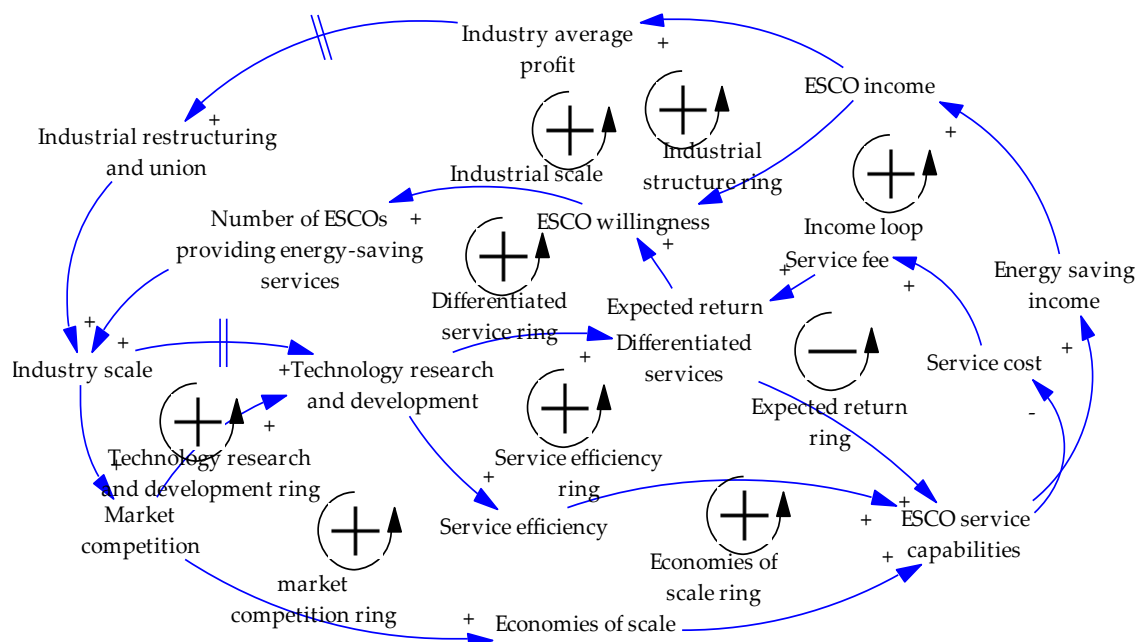 Industry average
profit
+
ESCO income
+
Industrial restructuring
and union
+
Industrial
structure ring
Industrial scale
Number of ESCOs
providing energy-saving
services
+
ESCO willingness
+
Income loop
Service fee
+
+
Energy saving
income
+
Differentiated
service ring
Expected return
Differentiated
services
+
+
+
Industry scale
+Technology research
and development
Service cost
-
Expected return
ring
+
Technology research
and development ring
+
Service efficiency
ring
+
Market
competition
Service efficiency
+
+
ESCO service
capabilities
+
Economies of
scale ring
market
competition ring
+
Economies of scale